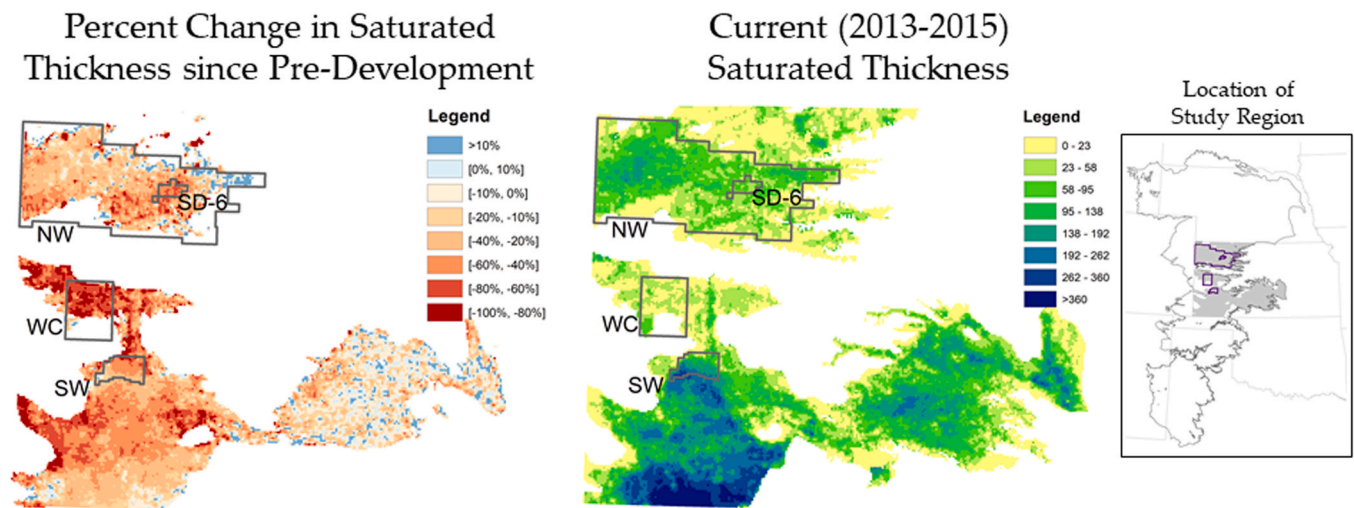 Percent Change in Saturated
Thickness since Pre-Development
Legend
>10%
[0%, 10%]
[-10%, 0%]
[-20%, -10%]
[-40%, -20%]
[-60%, -40%]
[-80%, -60%]
[-100%, -80%]
SD-6
NW
WC
SW
Current (2013-2015)
Saturated Thickness
Legend
0 - 23
23 - 58
58 -95
95 - 138
138 - 192
192 - 262
262 - 360
>360
SD-6
NW
WC
SW
Location of
Study Region